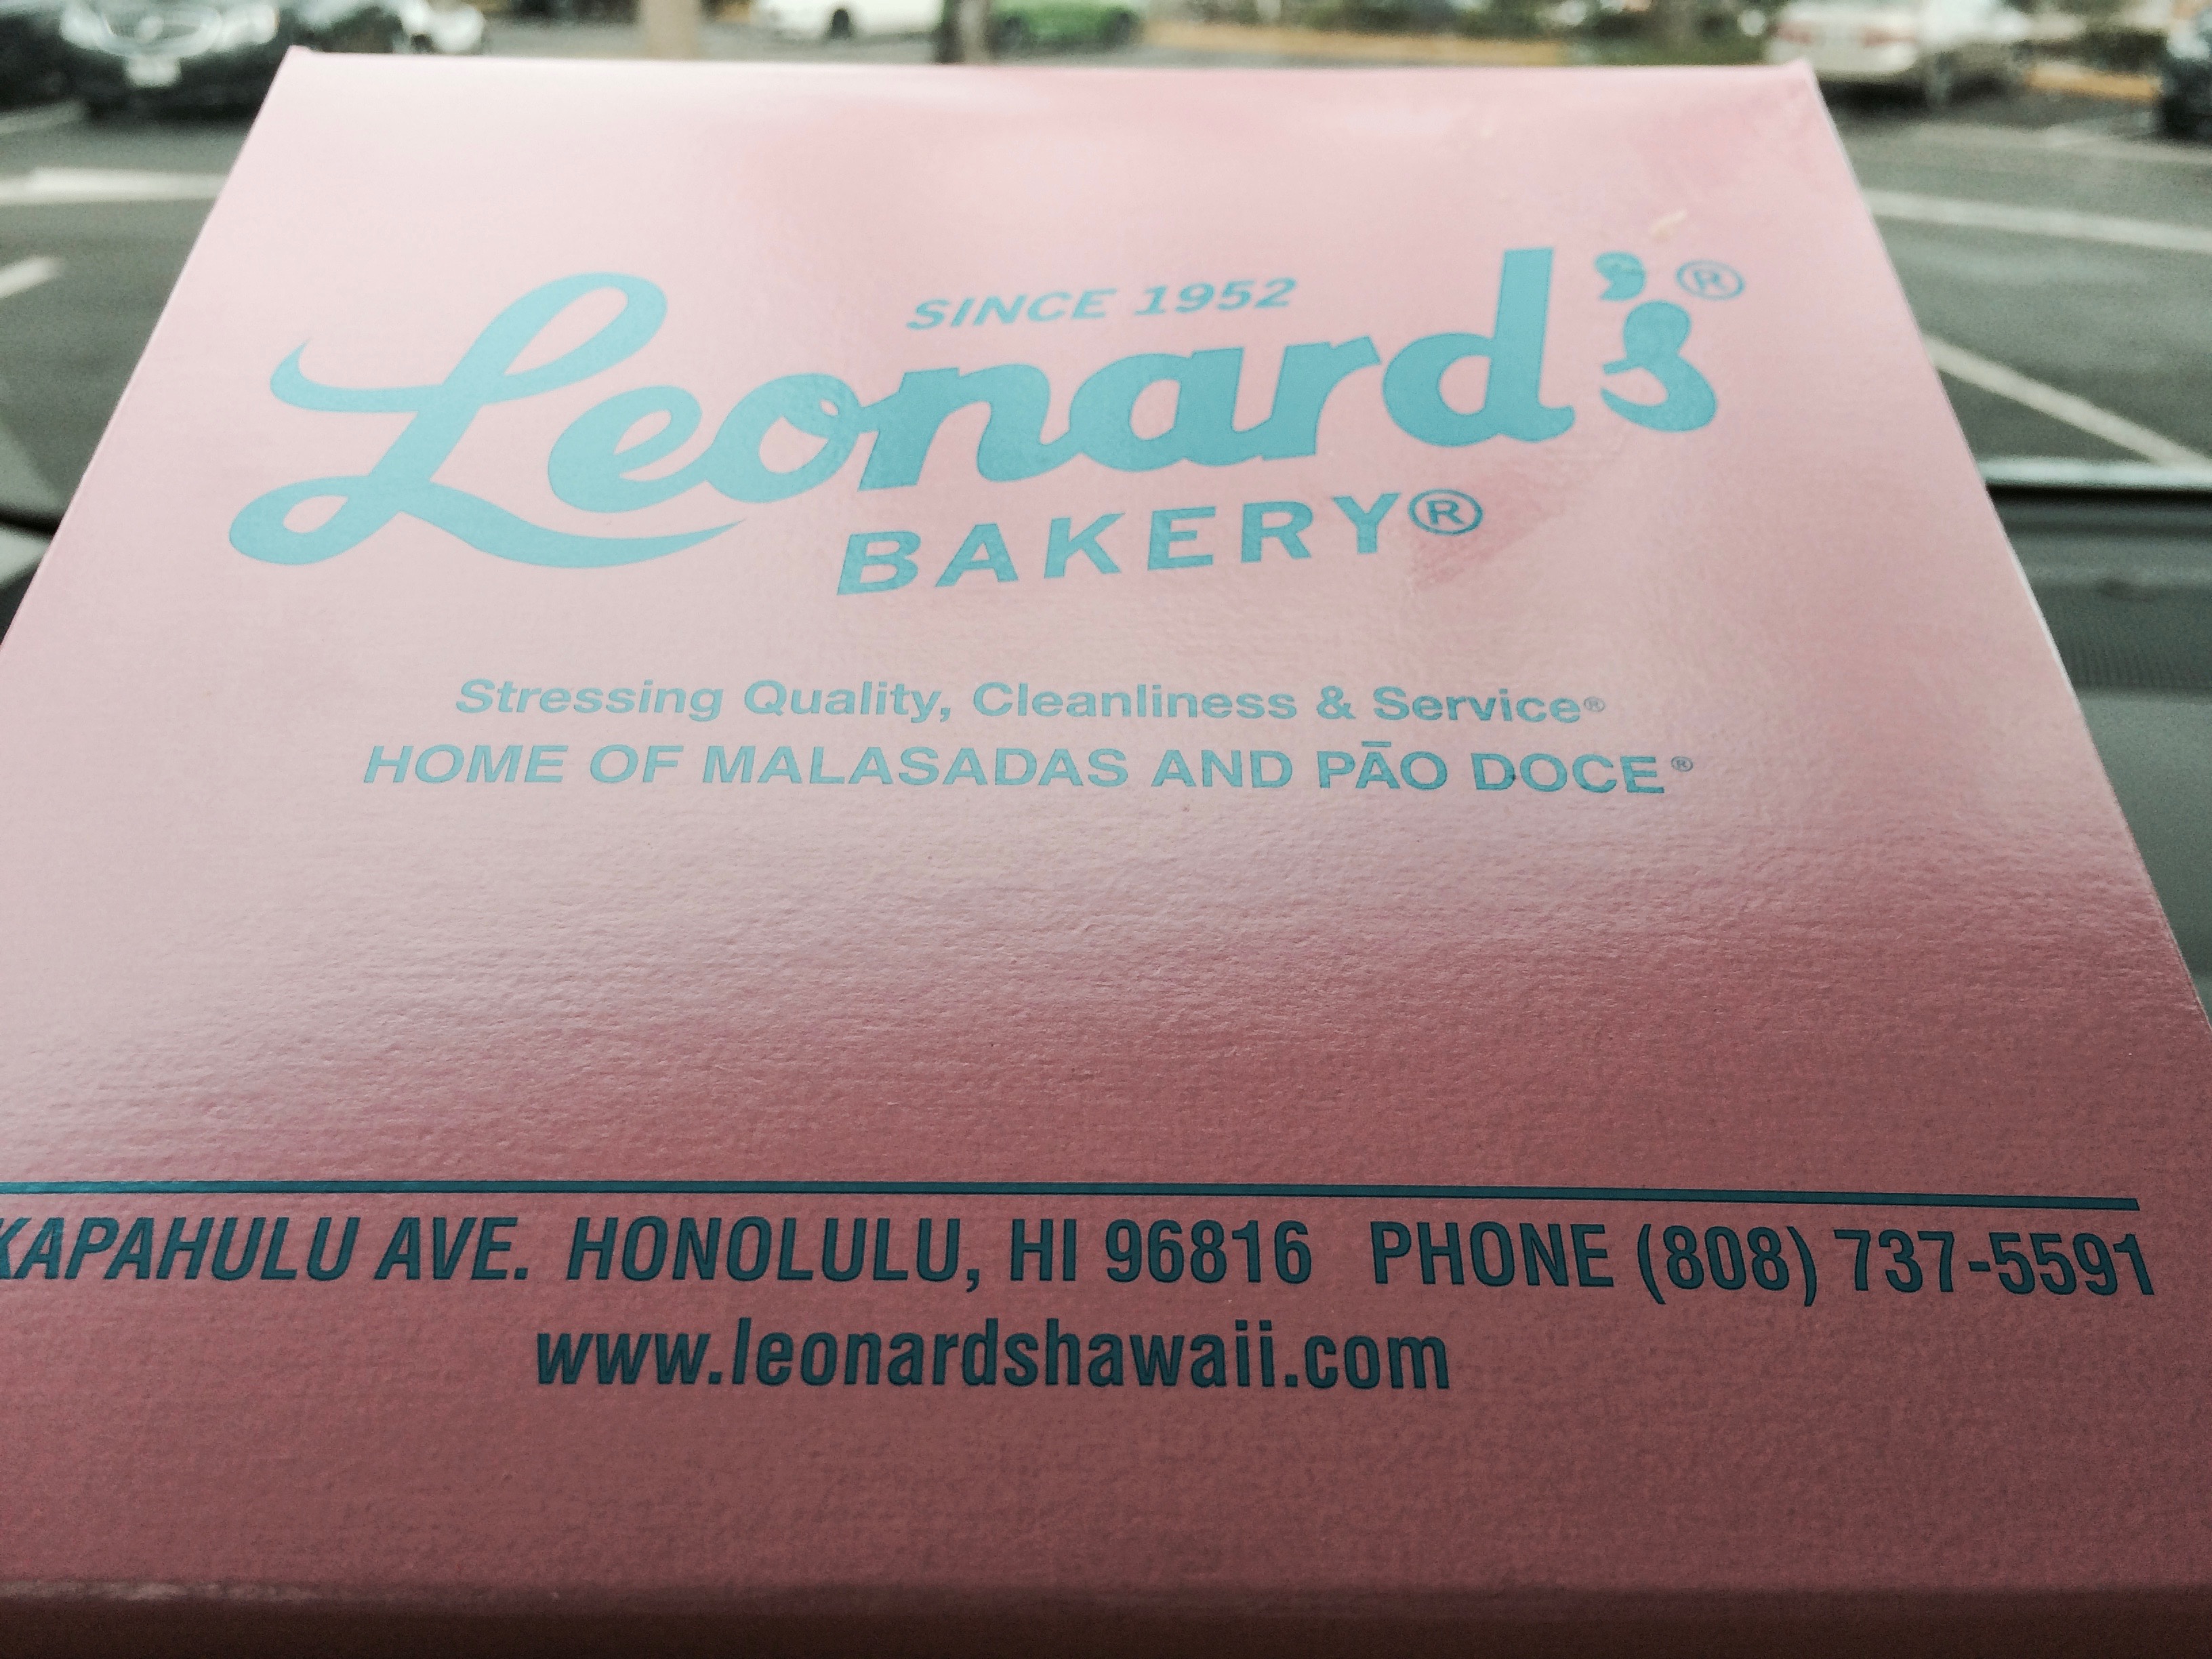 SINCE 1952
Leonard's®
BAKERY®
Stressing Quality, Cleanliness & Service®
HOME OF MALASADAS AND PĀO DOCE®
KAPAHULU AVE. HONOLULU, HI 96816 PHONE (808) 737-5591
www.leonardshawaii.com